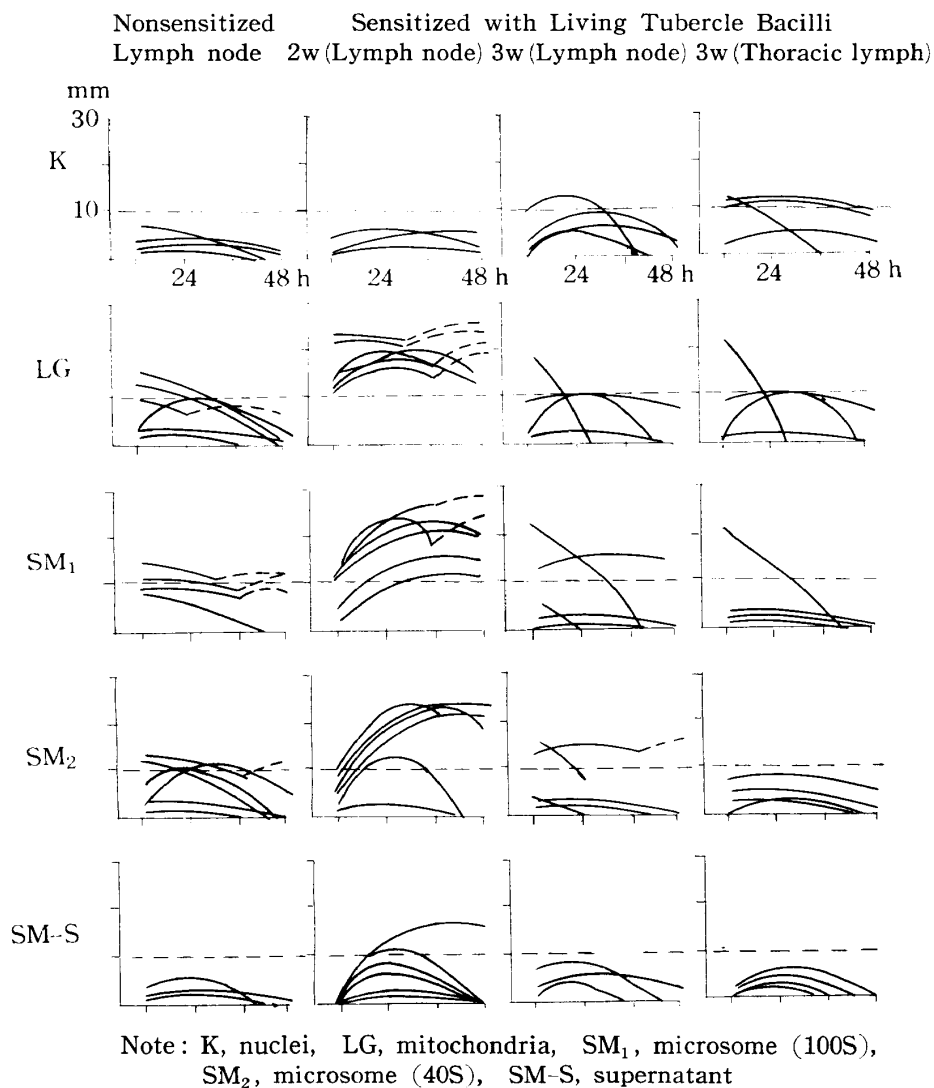 Nonsensitized Sensitized with Living Tubercle Bacilli
Lymph node 2w (Lymph node) 3w (Lymph node) 3w (Thoracic lymph)
mm
30
K
10
24 48 h 24 48 h 24 48 h 24 48 h
LG
SM₁
SM₂
SM-S
Note: K, nuclei, LG, mitochondria, SM₁, microsome (100S),
SM₂, microsome (40S), SM-S, supernatant